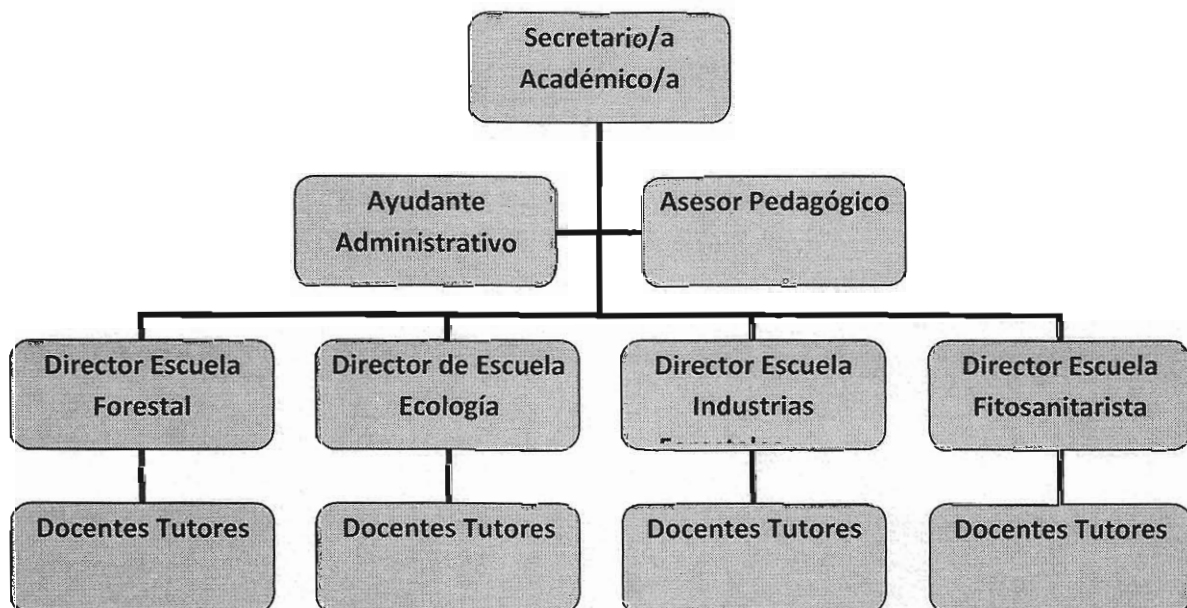 Secretario/a
Académico/a
Ayudante
Administrativo
Asesor Pedagógico
Director Escuela
Forestal
Director de Escuela
Ecología
Director Escuela
Industrias
Director Escuela
Fitosanitarista
Docentes Tutores
Docentes Tutores
Docentes Tutores
Docentes Tutores